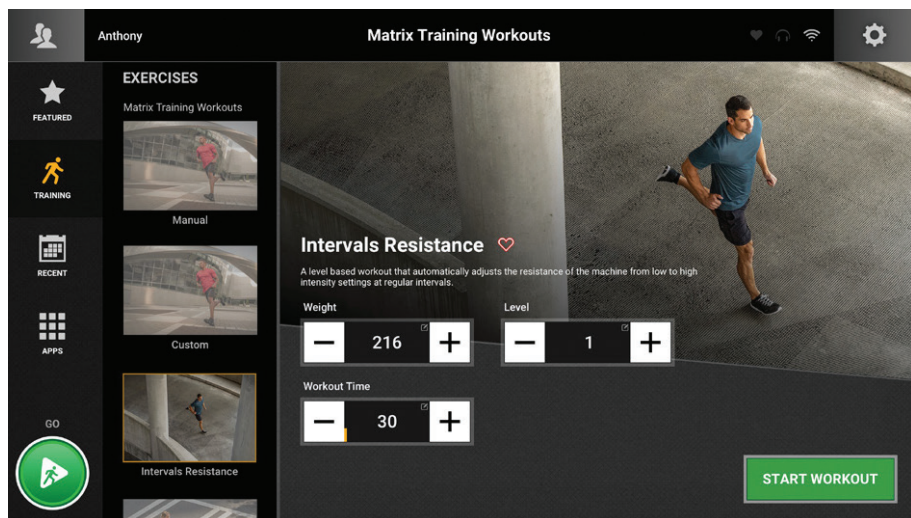 Anthony
Matrix Training Workouts
FEATURED
TRAINING
RECENT
APPS
GO
EXERCISES
Matrix Training Workouts
Manual
Custom
Intervals Resistance
Intervals Resistance
A level based workout that automatically adjusts the resistance of the machine from low to high
intensity settings at regular intervals.
Weight
Level
216
1
Workout Time
30
START WORKOUT